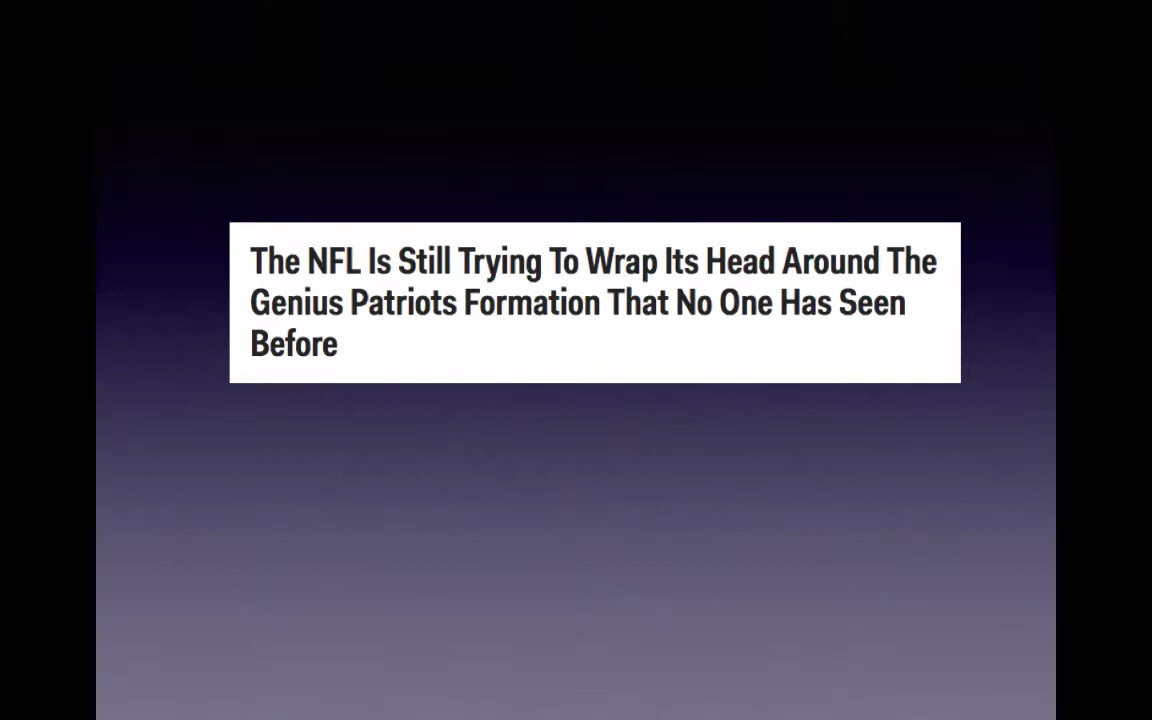 The NFL Is Still Trying To Wrap Its Head Around The
Genius Patriots Formation That No One Has Seen
Before